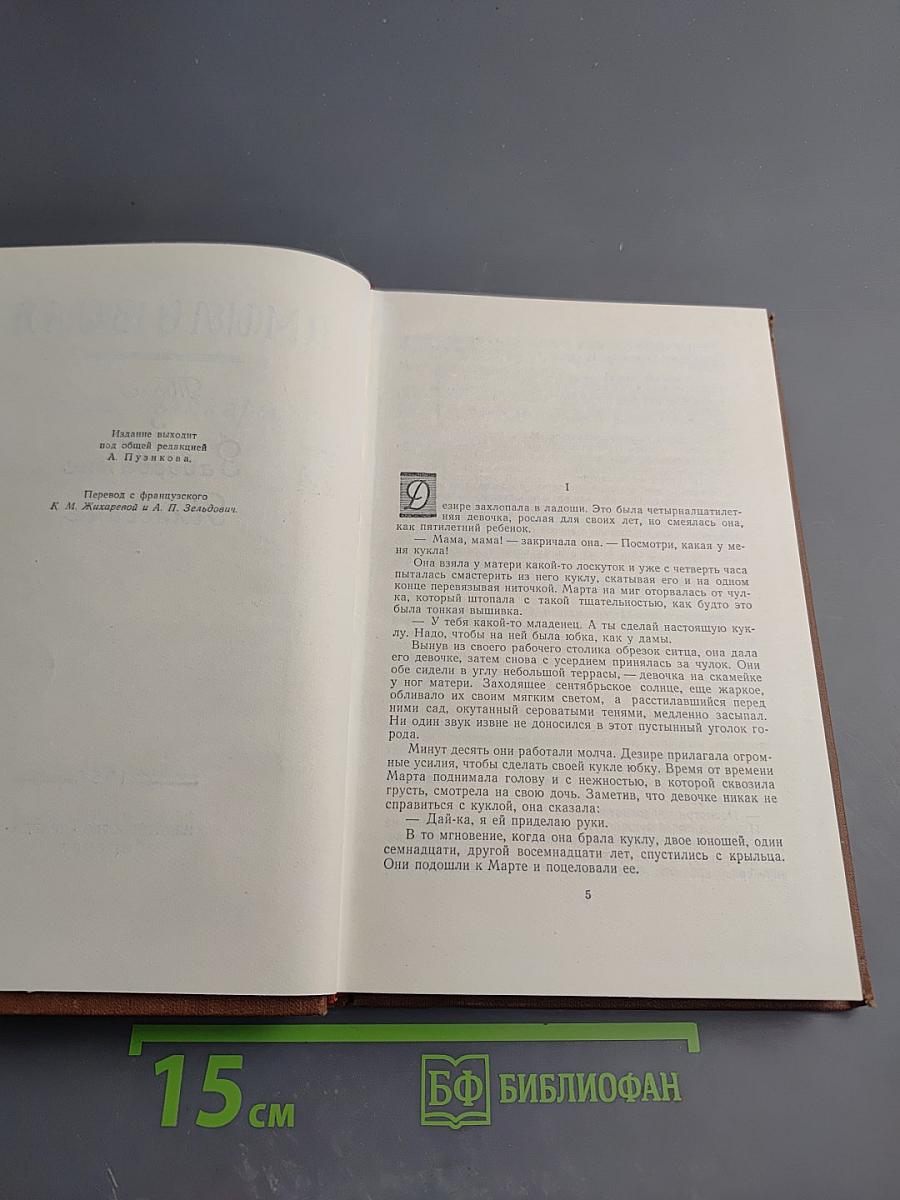 Издание выходит
под общей редакцией
А. Пузикова.
Перевод с французского
К. М. Жихаревой и А. П. Зельдович.
I
Дезире захлопала в ладоши. Это была четырнадцатилет-
няя девочка, рослая для своих лет, но смеялась она,
как пятилетний ребенок.
— Мама, мама! — закричала она. — Посмотри, какая у ме-
ня кукла!
Она взяла у матери какой-то лоскуток и уже с четверть часа
пыталась смастерить из него куклу, скатывая его и на одном
конце перевязывая ниточкой. Марта на миг оторвалась от чул-
ка, который штопала с такой тщательностью, как будто это
была тонкая вышивка.
— У тебя какой-то младенец. А ты сделай настоящую кук-
лу. Надо, чтобы на ней была юбка, как у дамы.
Вынув из своего рабочего столика обрезок ситца, она дала
его девочке, затем снова с усердием принялась за чулок. Они
обе сидели в углу небольшой террасы, — девочка на скамейке
у ног матери. Заходящее сентябрьское солнце, еще жаркое,
обливало их своим мягким светом, а расстилавшийся перед
ними сад, окутанный сероватыми тенями, медленно засыпал.
Ни один звук извне не доносился в этот пустынный уголок го-
рода.
Минут десять они работали молча. Дезире прилагала огром-
ные усилия, чтобы сделать своей кукле юбку. Время от времени
Марта поднимала голову и с нежностью, в которой сквозила
грусть, смотрела на свою дочь. Заметив, что девочке никак не
справиться с куклой, она сказала:
— Дай-ка, я ей приделаю руки.
В то мгновение, когда она брала куклу, двое юношей, один
семнадцати, другой восемнадцати лет, спустились с крыльца.
Они подошли к Марте и поцеловали ее.
5
15 см
БФ БИБЛИОФАН